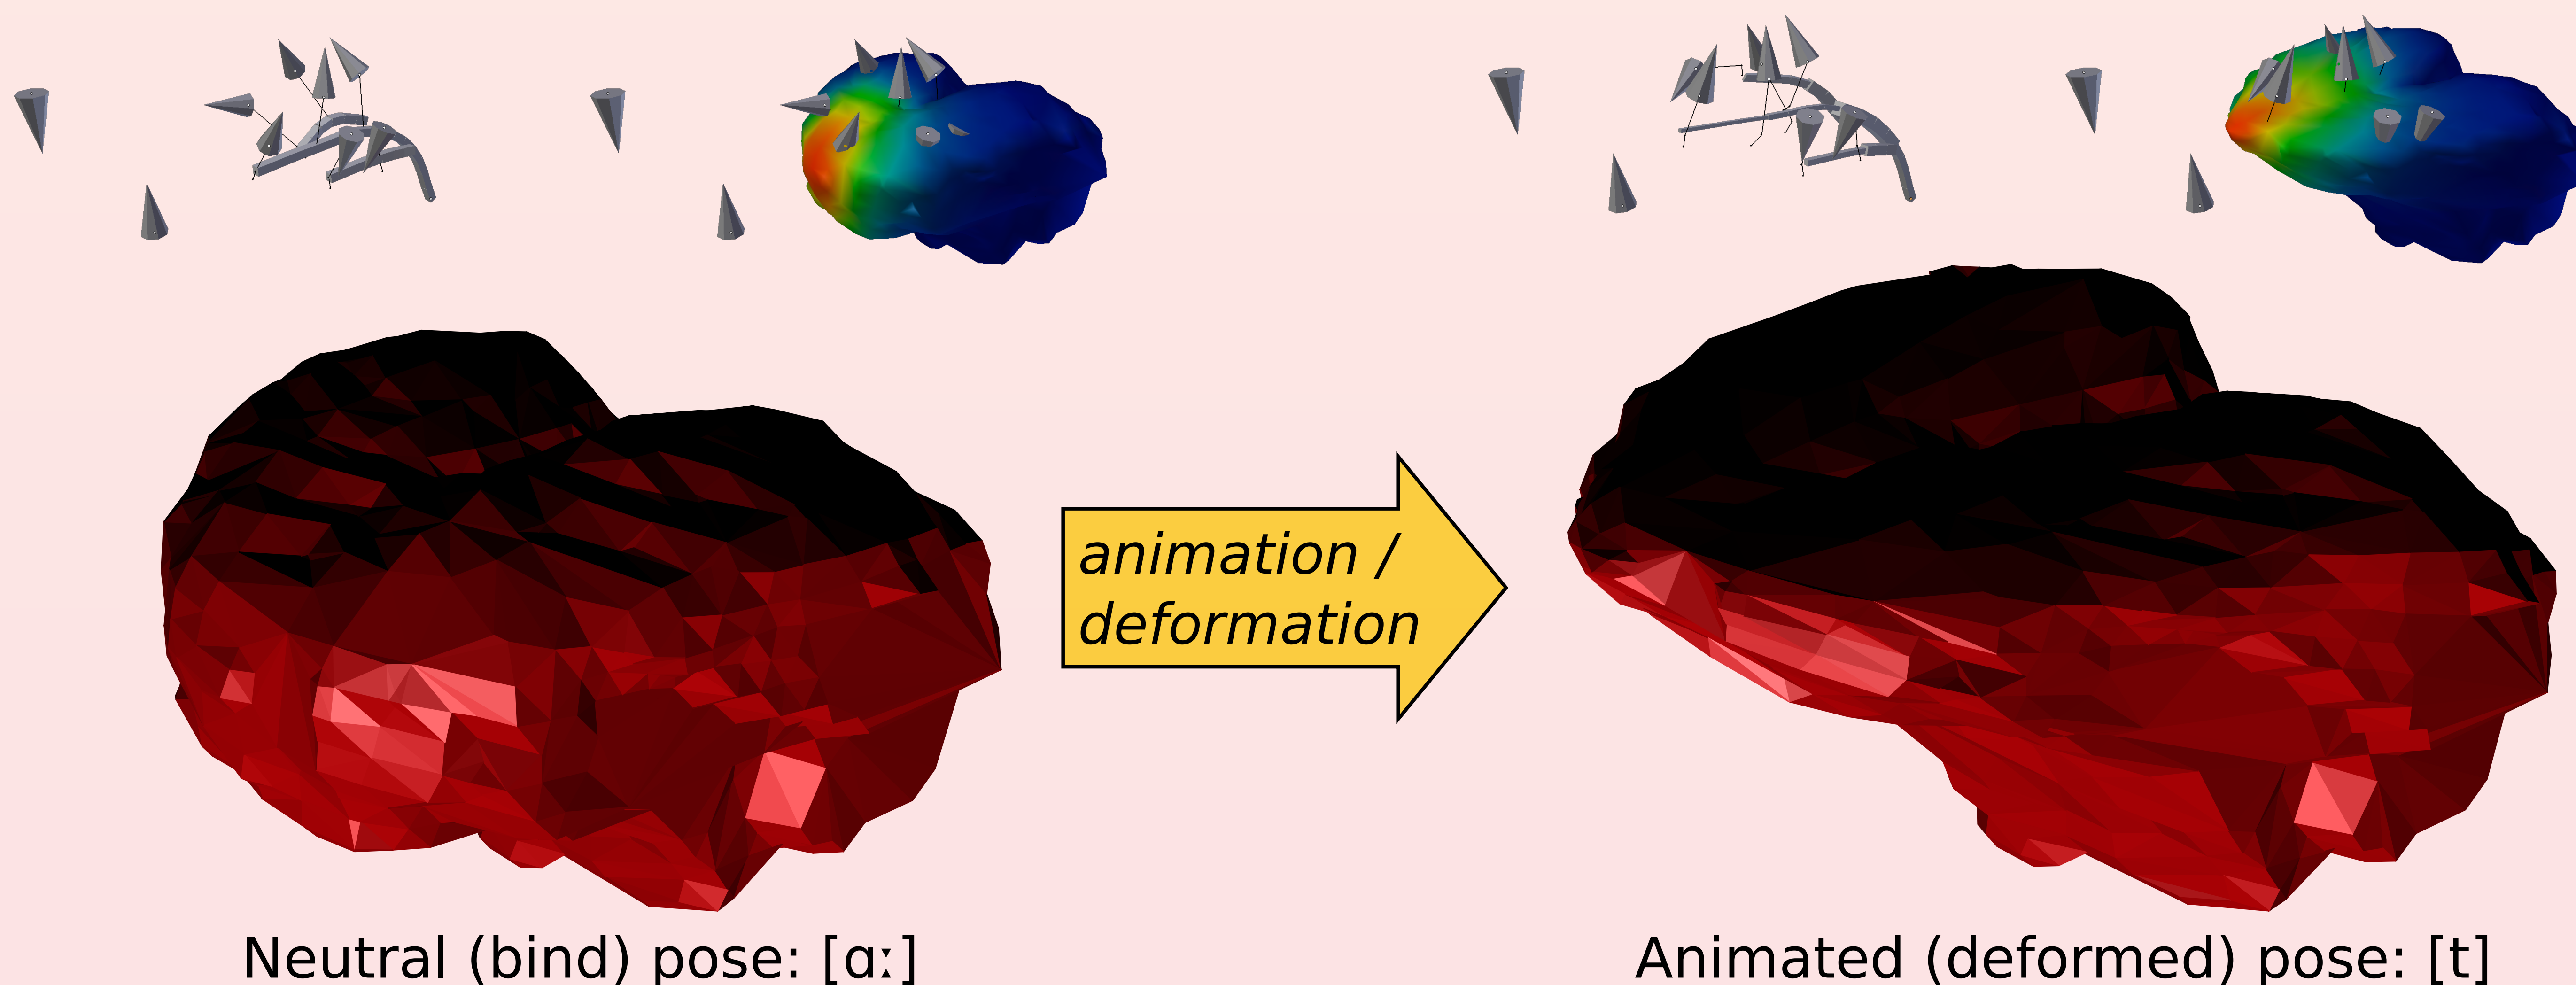 animation /
deformation
Neutral (bind) pose: [ɑː]
Animated (deformed) pose: [t]